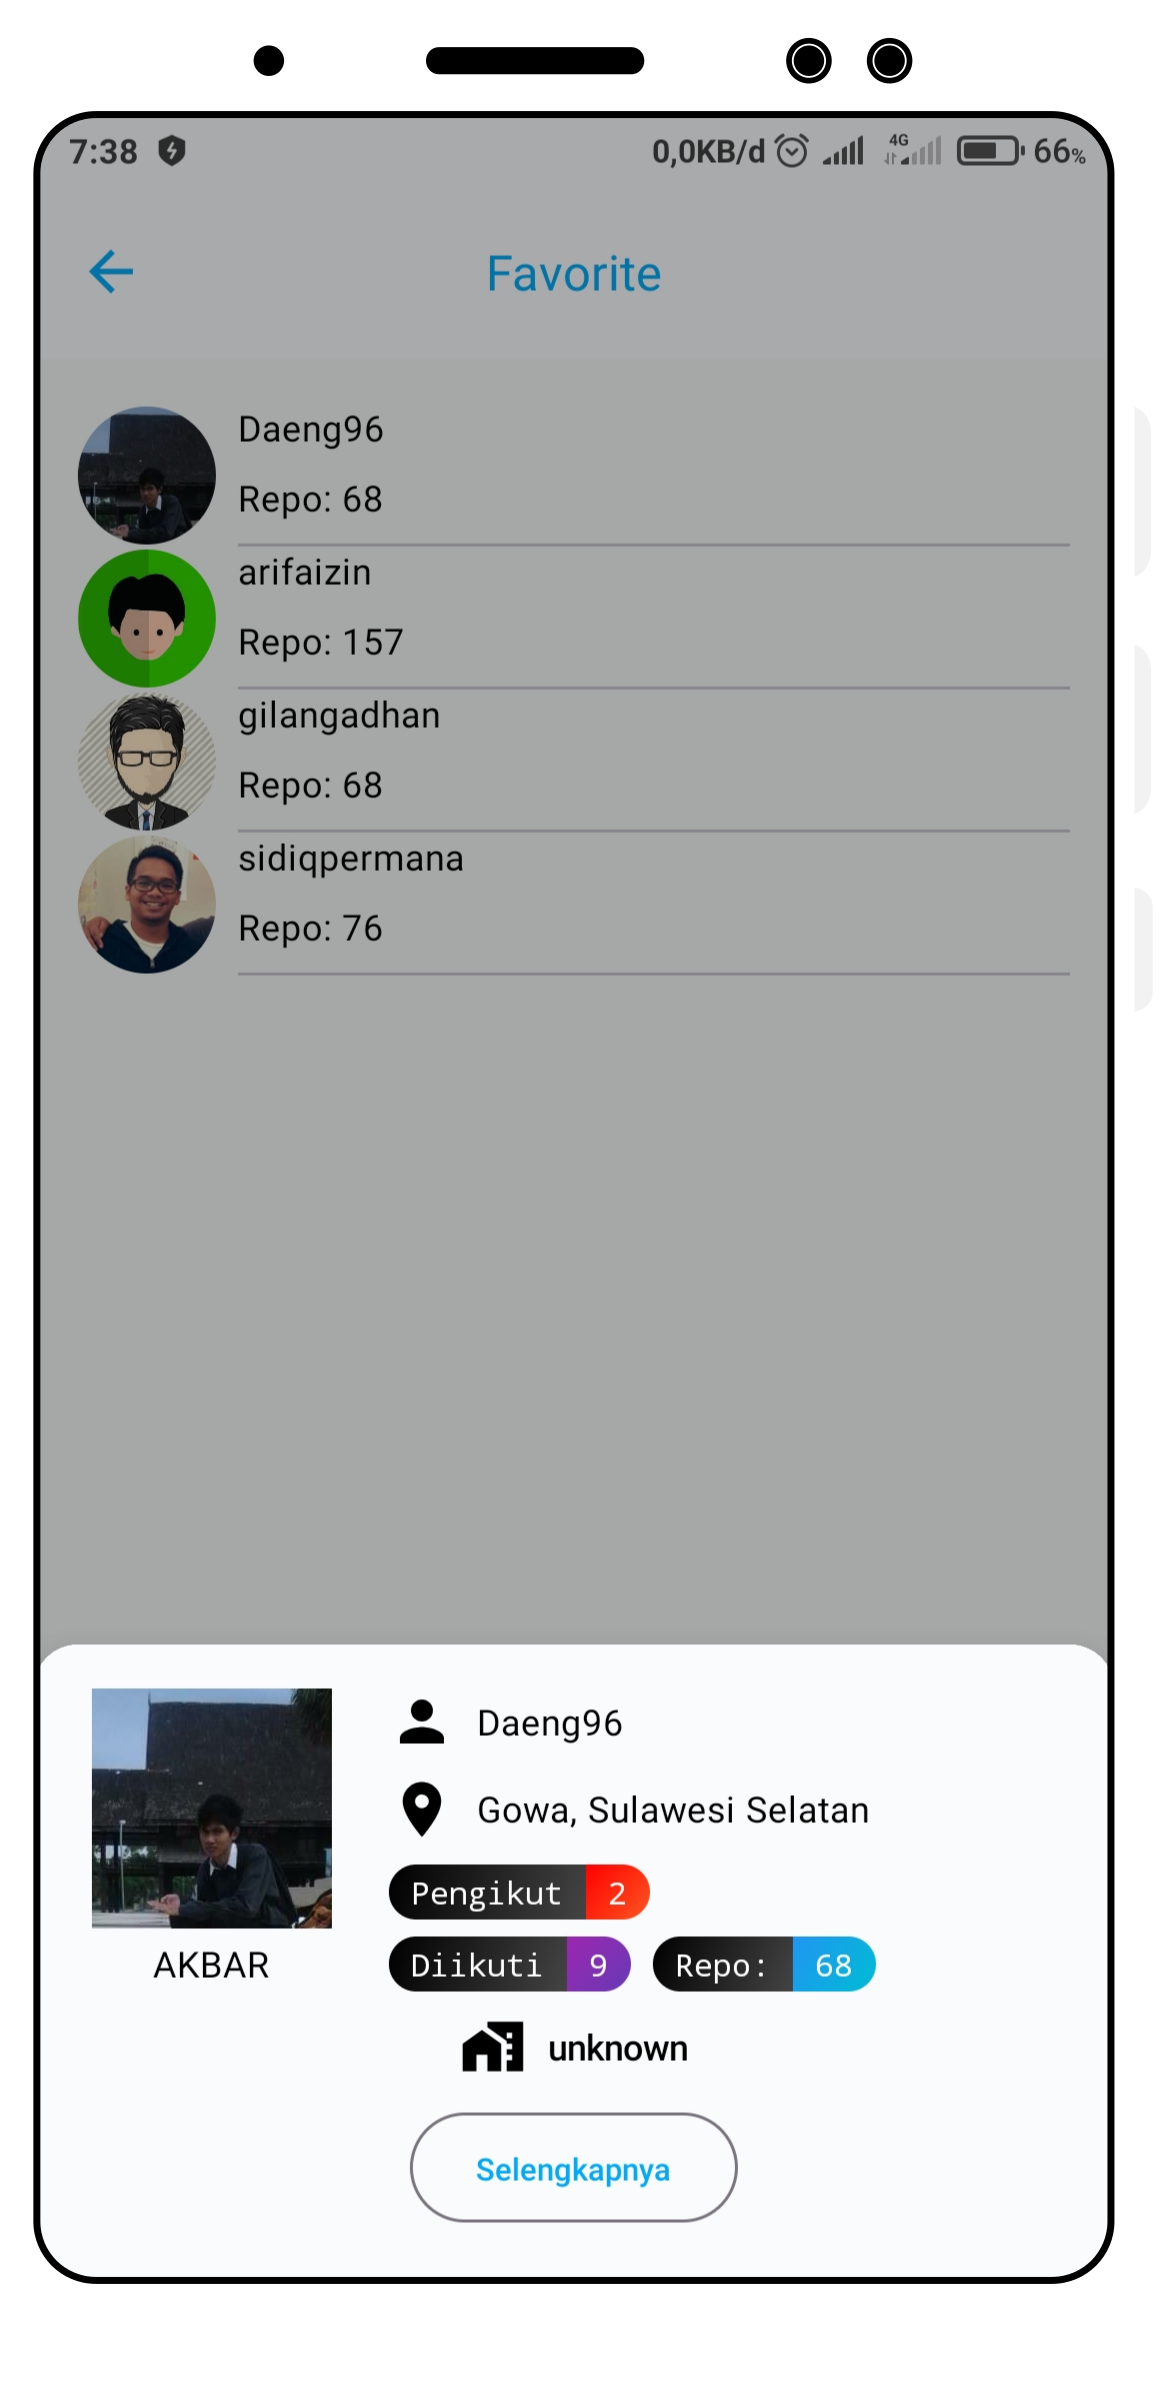 7:38 0,0KB/d 4G 66%
Favorite
Daeng96
Repo: 68
arifaizin
Repo: 157
gilangadhan
Repo: 68
sidiqpermana
Repo: 76
Daeng96
Gowa, Sulawesi Selatan
Pengikut 2
Diikuti 9 Repo: 68
AKBAR
unknown
Selengkapnya